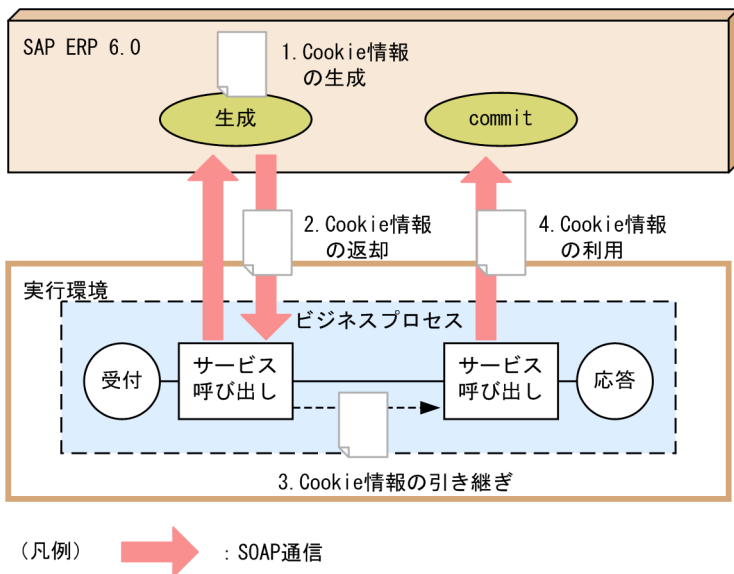 SAP ERP 6.0
1.Cookie情報
の生成
生成
commit
2.Cookie情報
の返却
4.Cookie情報
の利用
実行環境
ビジネスプロセス
受付
サービス
呼び出し
サービス
呼び出し
応答
3.Cookie情報の引き継ぎ
(凡例)
：SOAP通信